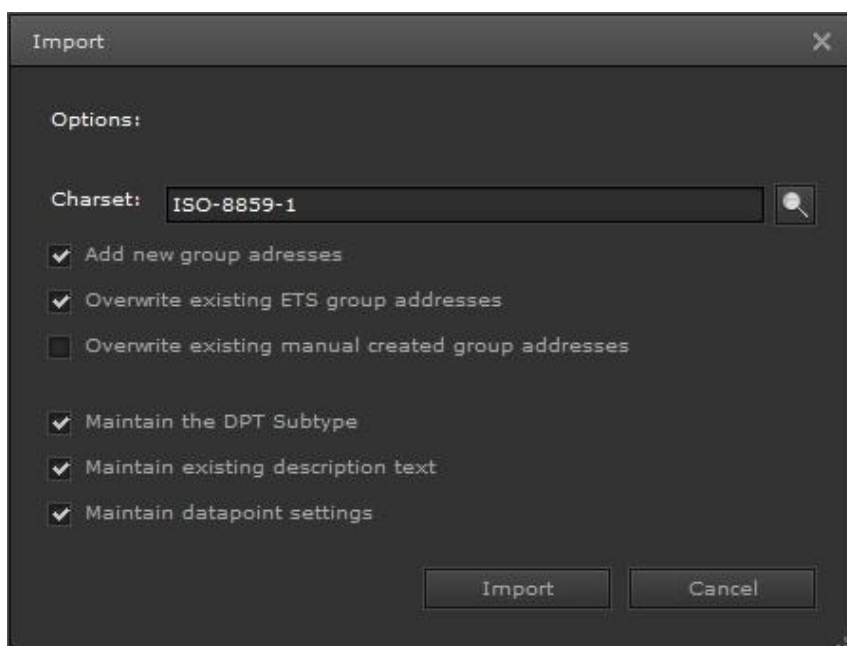 Import
Options:
Charset: ISO-8859-1
Add new group adresses
Overwrite existing ETS group addresses
Overwrite existing manual created group addresses
Maintain the DPT Subtype
Maintain existing description text
Maintain datapoint settings
Import Cancel